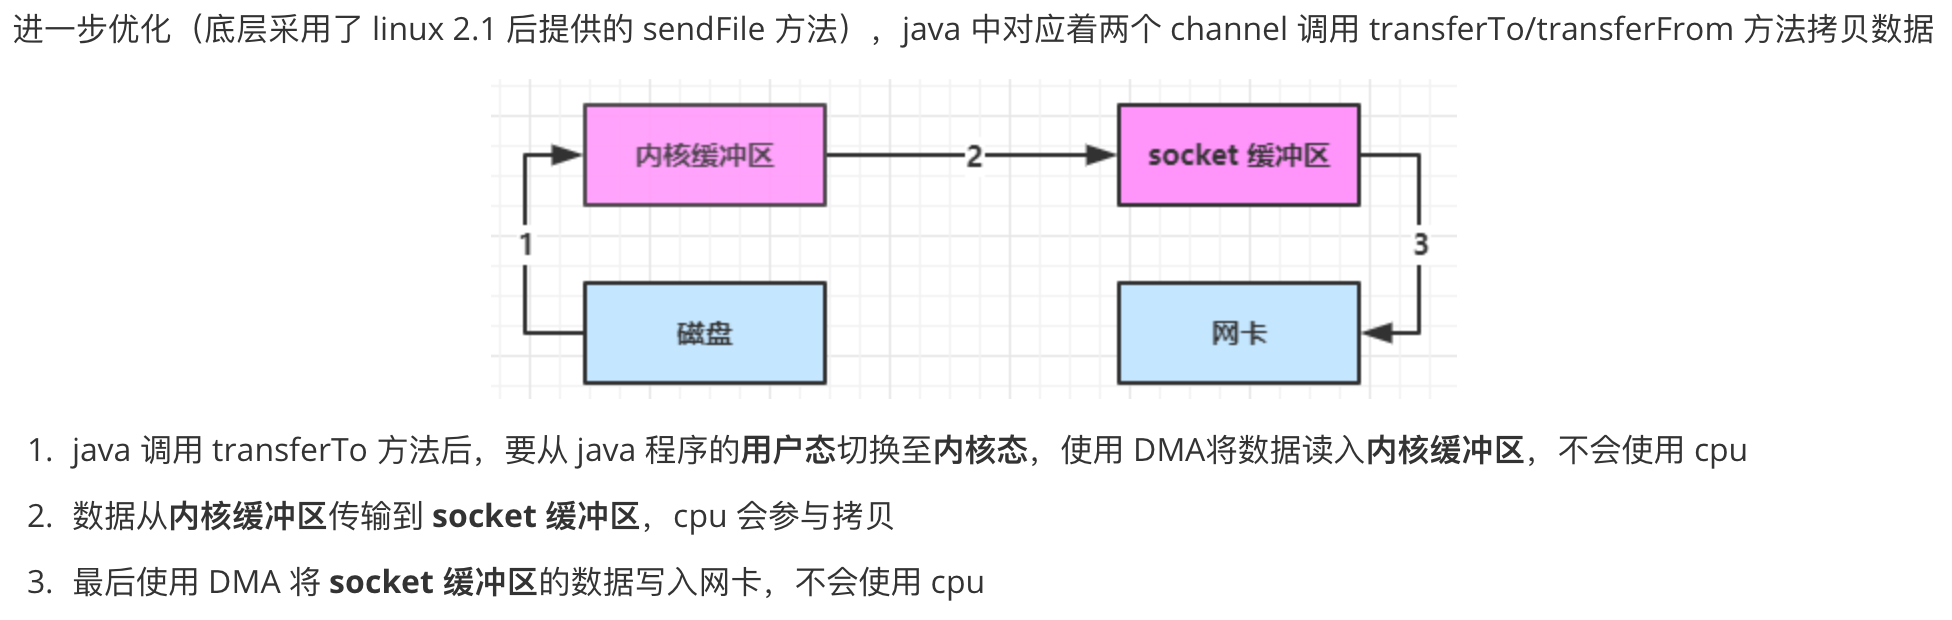 进一步优化（底层采用了 linux 2.1 后提供的 sendFile 方法），java 中对应着两个 channel 调用 transferTo/transferFrom 方法拷贝数据
内核缓冲区
2
socket 缓冲区
1
3
磁盘
网卡
1. java 调用 transferTo 方法后，要从 java 程序的用户态切换至内核态，使用 DMA将数据读入内核缓冲区，不会使用 cpu
2. 数据从内核缓冲区传输到 socket 缓冲区，cpu 会参与拷贝
3. 最后使用 DMA 将 socket 缓冲区的数据写入网卡，不会使用 cpu